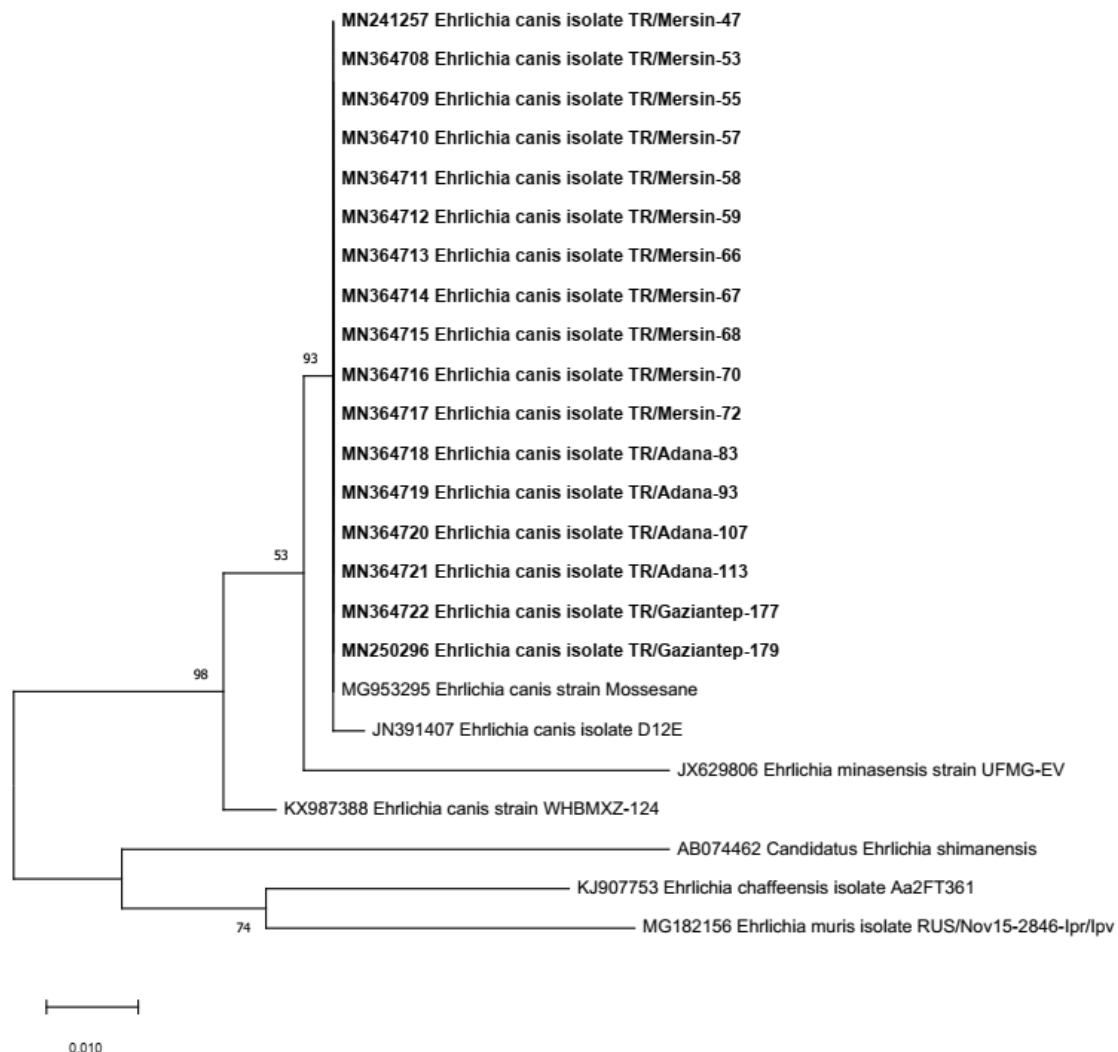 MN241257 Ehrlichia canis isolate TR/Mersin-47
MN364708 Ehrlichia canis isolate TR/Mersin-53
MN364709 Ehrlichia canis isolate TR/Mersin-55
MN364710 Ehrlichia canis isolate TR/Mersin-57
MN364711 Ehrlichia canis isolate TR/Mersin-58
MN364712 Ehrlichia canis isolate TR/Mersin-59
MN364713 Ehrlichia canis isolate TR/Mersin-66
MN364714 Ehrlichia canis isolate TR/Mersin-67
MN364715 Ehrlichia canis isolate TR/Mersin-68
93
MN364716 Ehrlichia canis isolate TR/Mersin-70
MN364717 Ehrlichia canis isolate TR/Mersin-72
MN364718 Ehrlichia canis isolate TR/Adana-83
MN364719 Ehrlichia canis isolate TR/Adana-93
MN364720 Ehrlichia canis isolate TR/Adana-107
53
MN364721 Ehrlichia canis isolate TR/Adana-113
MN364722 Ehrlichia canis isolate TR/Gaziantep-177
MN250296 Ehrlichia canis isolate TR/Gaziantep-179
98
MG953295 Ehrlichia canis strain Mossesane
JN391407 Ehrlichia canis isolate D12E
JX629806 Ehrlichia minasensis strain UFMG-EV
KX987388 Ehrlichia canis strain WHBMXZ-124
AB074462 Candidatus Ehrlichia shimanensis
KJ907753 Ehrlichia chaffeensis isolate Aa2FT361
74
MG182156 Ehrlichia muris isolate RUS/Nov15-2846-Ipr/Ipv
0.010